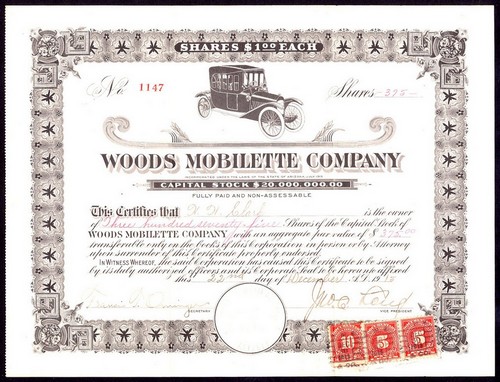 SHARES $1.00 EACH
No. 1147
Shares -375-
WOODS MOBILETTE COMPANY
INCORPORATED UNDER THE LAWS OF THE STATE OF ARIZONA
CAPITAL STOCK $20,000,000.00
FULLY PAID AND NON-ASSESSABLE
This Certifies that Clark is the owner
of Three hundred seventy five Shares of the Capital Stock of
WOODS MOBILETTE COMPANY with an aggregate par value of $ 375.00
transferable only on the books of this Corporation in person or by Attorney
upon surrender of this Certificate properly endorsed.
IN WITNESS WHEREOF, the said Corporation has caused this Certificate to be signed
by its duly authorized officers and its Corporate Seal to be hereunto affixed
this 22 day of December A.D. 1915
SECRETARY
VICE PRESIDENT
10 5 5